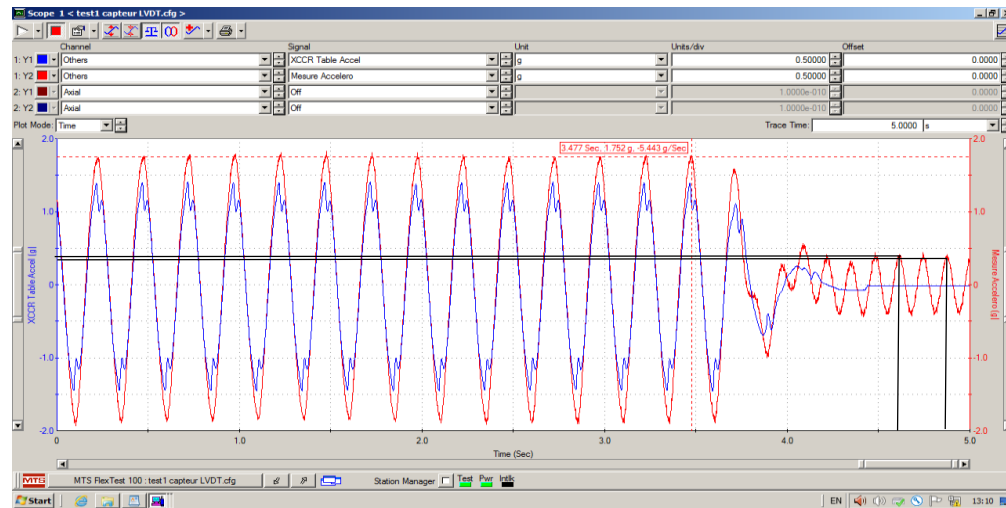 Scope 1 < test1 capteur LVDT.cfg >
Channel Signal Unit Units/div Offset
1: Y1 Others XCCR Table Accel g 0.50000 0.0000
1: Y2 Others Mesure Accelero g 0.50000 0.0000
2: Y1 Axial Off 1.0000e-010 0.0000
2: Y2 Axial Off 1.0000e-010 0.0000
Plot Mode: Time Trace Time: 5.0000 s
2.0 2.0
3.477 Sec, 1.752 g, -5.443 g/Sec
1.0 1.0
XCCR Table Accel [g] 0 0 Mesure Accelero [g]
-1.0 -1.0
-2.0 -2.0
0 1.0 2.0 3.0 4.0 5.0
Time (Sec)
MTS MTS FlexTest 100 : test1 capteur LVDT.cfg Station Manager Test Pwr Intlk
Start EN 13:10